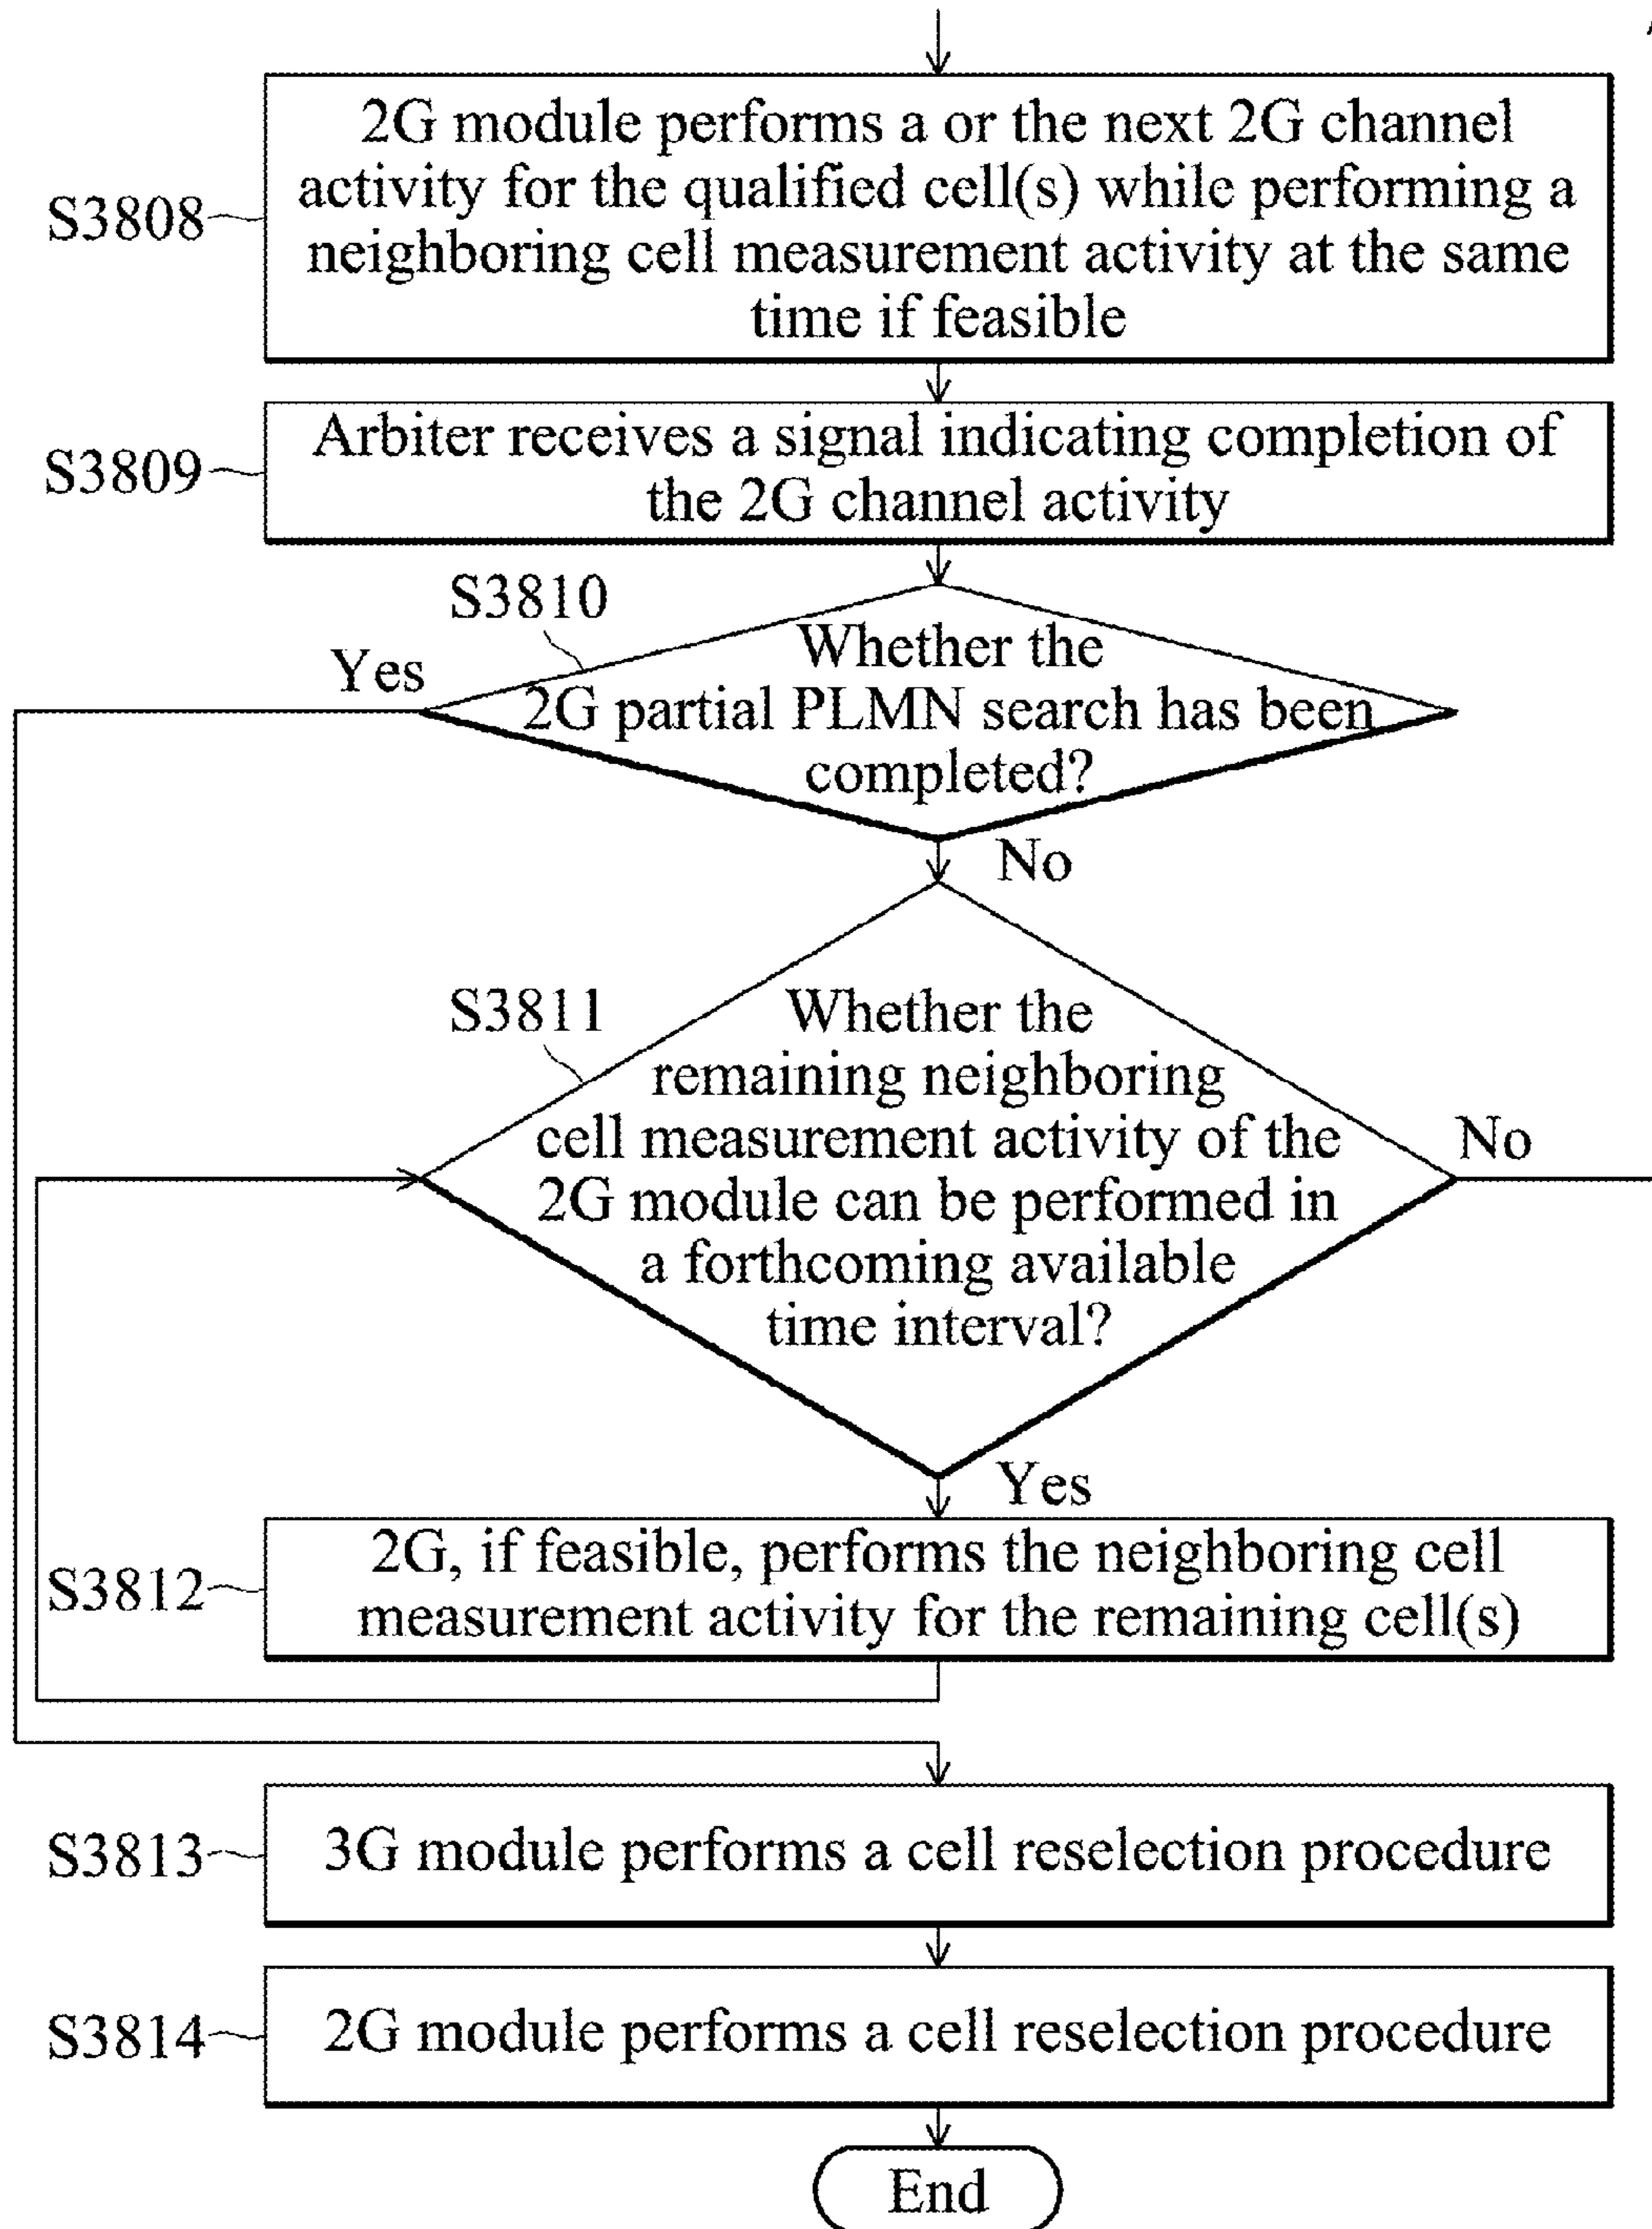 2G module performs a or the next 2G channel
activity for the qualified cell(s) while performing a
neighboring cell measurement activity at the same
time if feasible
S3808
Arbiter receives a signal indicating completion of
the 2G channel activity
S3809
S3810
Yes
Whether the
2G partial PLMN search has been
completed?
No
S3811
Whether the
remaining neighboring
cell measurement activity of the
2G module can be performed in
a forthcoming available
time interval?
No
Yes
2G, if feasible, performs the neighboring cell
measurement activity for the remaining cell(s)
S3812
S3813
3G module performs a cell reselection procedure
S3814
2G module performs a cell reselection procedure
End